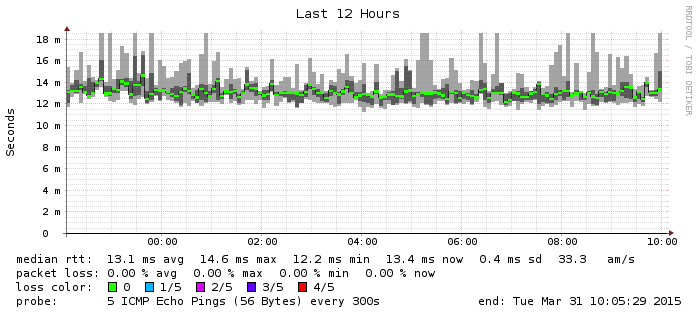 Last 12 Hours
RRDTOOL / TOBI OETIKER
Seconds
18 m
16 m
14 m
12 m
10 m
8 m
6 m
4 m
2 m
0
00:00 02:00 04:00 06:00 08:00 10:00
median rtt: 13.1 ms avg 14.6 ms max 12.2 ms min 13.4 ms now 0.4 ms sd 33.3 am/s
packet loss: 0.00 % avg 0.00 % max 0.00 % min 0.00 % now
loss color: 0 1/5 2/5 3/5 4/5
probe: 5 ICMP Echo Pings (56 Bytes) every 300s end: Tue Mar 31 10:05:29 2015